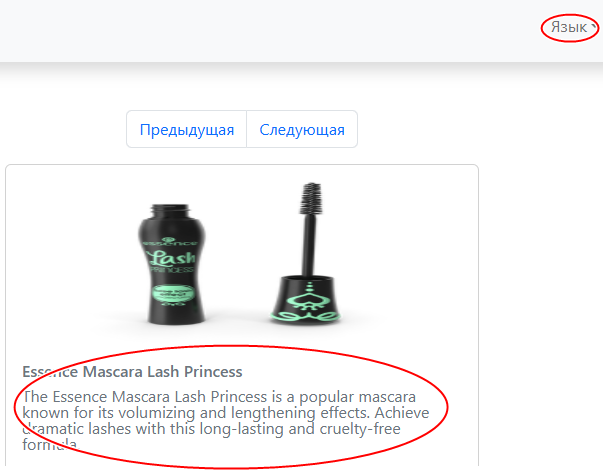 Язык
Предыдущая Следующая
essence
Lash
PRINCESS
Essence Mascara Lash Princess
The Essence Mascara Lash Princess is a popular mascara
known for its volumizing and lengthening effects. Achieve
dramatic lashes with this long-lasting and cruelty-free
formula.